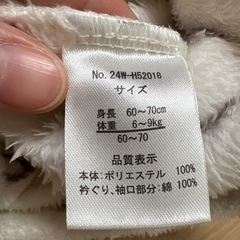 No. 24W-H52018
サイズ
身長 60~70cm
体重 6~9kg
60~70
品質表示
本体:ポリエステル 100%
衿ぐり、袖口部分:綿 100%